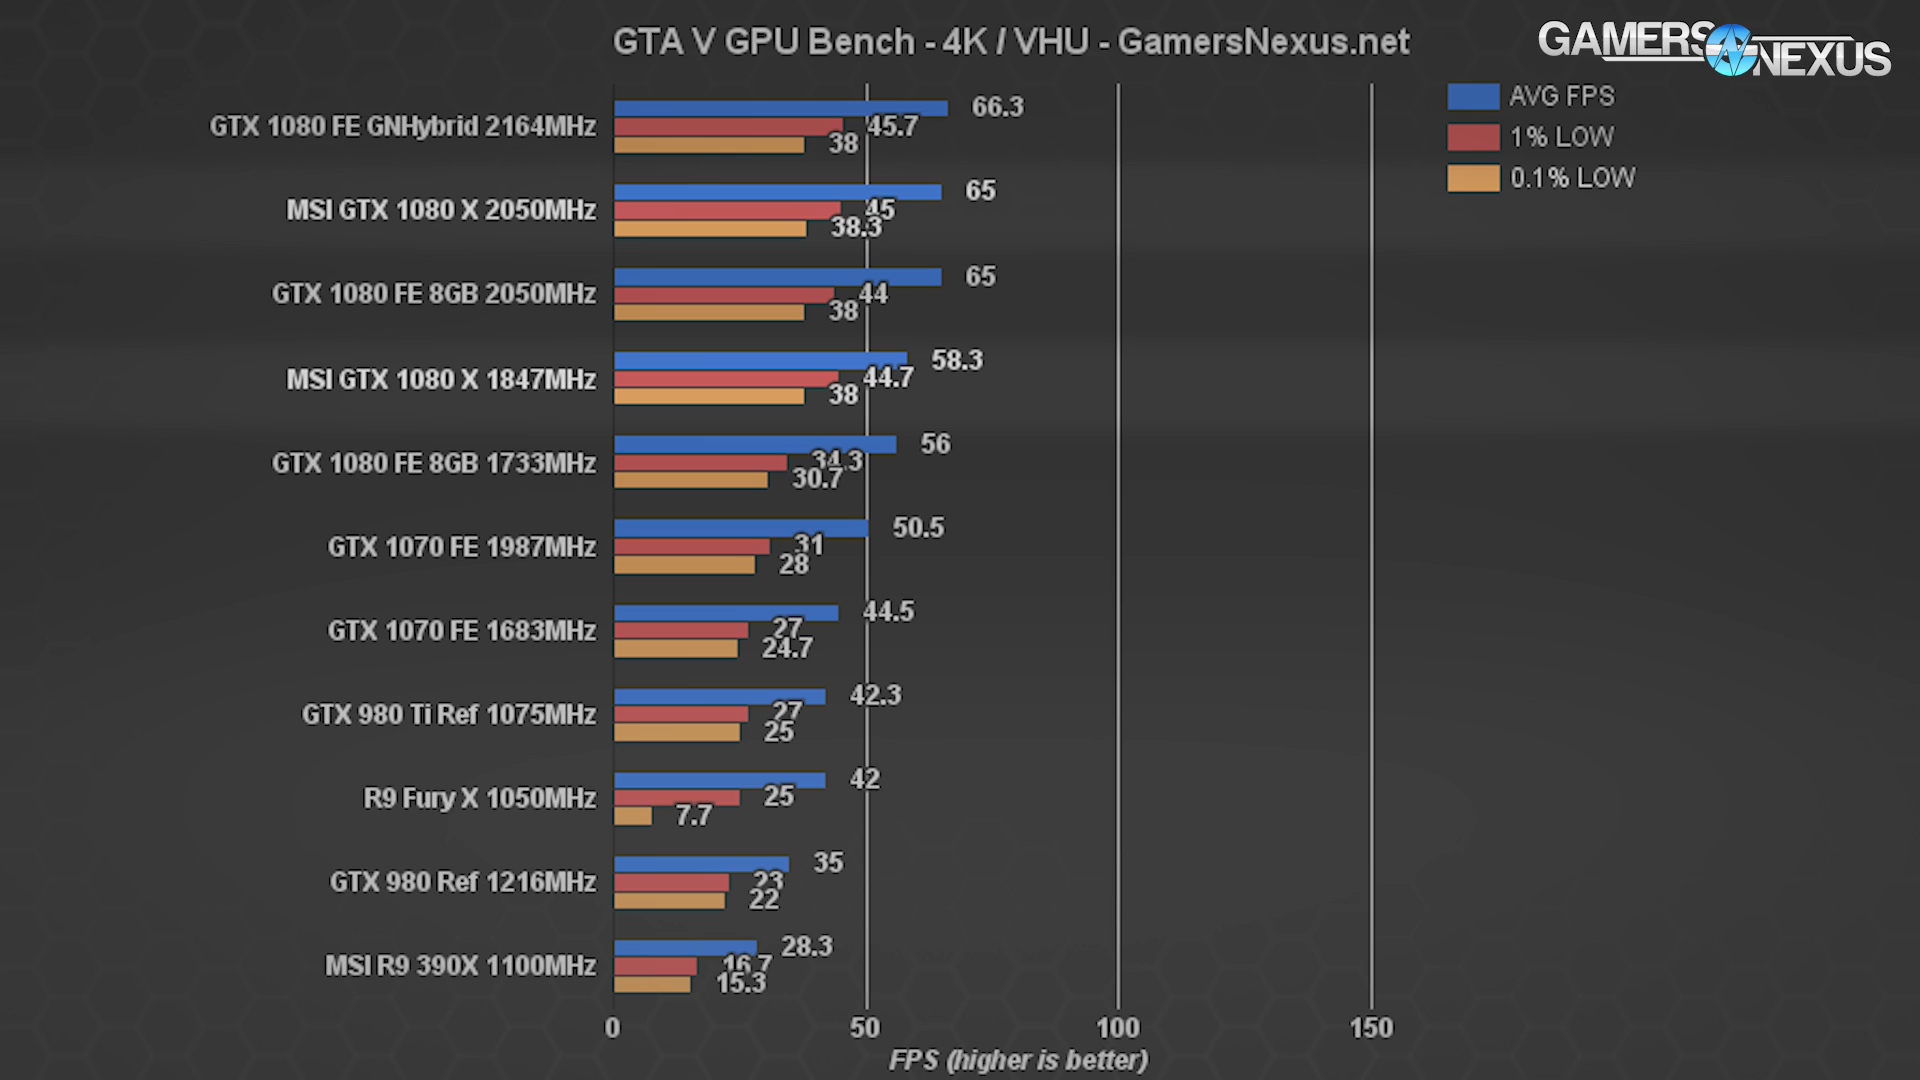 GTA V GPU Bench - 4K / VHU - GamersNexus.net
GAMERS NEXUS
AVG FPS
1% LOW
0.1% LOW
GTX 1080 FE GNHybrid 2164MHz
66.3
45.7
38
MSI GTX 1080 X 2050MHz
65
45
38.3
GTX 1080 FE 8GB 2050MHz
65
44
38
MSI GTX 1080 X 1847MHz
58.3
44.7
38
GTX 1080 FE 8GB 1733MHz
56
34.3
30.7
GTX 1070 FE 1987MHz
50.5
31
28
GTX 1070 FE 1683MHz
44.5
27
24.7
GTX 980 Ti Ref 1075MHz
42.3
27
25
R9 Fury X 1050MHz
42
25
7.7
GTX 980 Ref 1216MHz
35
23
22
MSI R9 390X 1100MHz
28.3
16.7
15.3
0 50 100 150
FPS (higher is better)